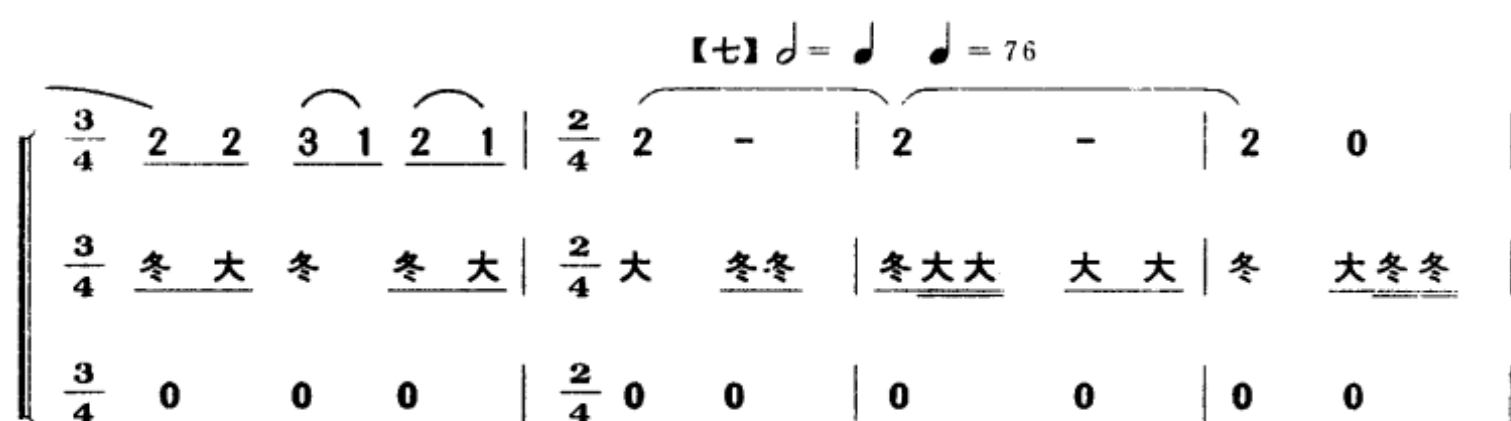 【七】𝅗𝅥 = ♩ ♩ = 76
3/4 2 2 3 1 2 1 | 2/4 2 - | 2 - | 2 0 |
3/4 冬 大 冬 冬 大 | 2/4 大 冬冬 | 冬大大 大 大 | 冬 大冬冬 |
3/4 0 0 0 | 2/4 0 0 | 0 0 | 0 0 |